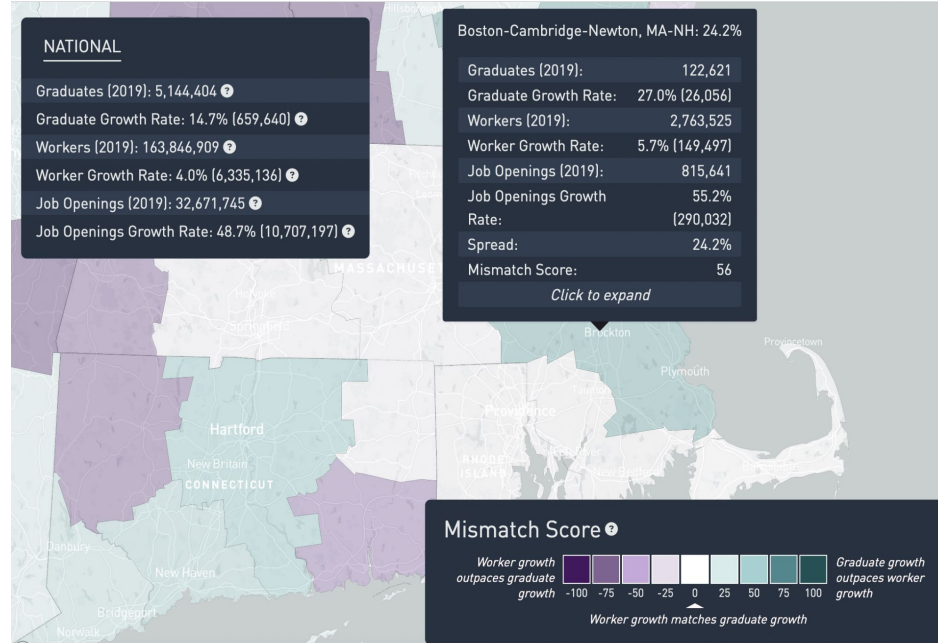 NATIONAL
Graduates (2019): 5,144,404 ?
Graduate Growth Rate: 14.7% (659,640) ?
Workers (2019): 163,846,909 ?
Worker Growth Rate: 4.0% (6,335,136) ?
Job Openings (2019): 32,671,745 ?
Job Openings Growth Rate: 48.7% (10,707,197) ?
Boston-Cambridge-Newton, MA-NH: 24.2%
Graduates (2019): 122,621
Graduate Growth Rate: 27.0% (26,056)
Workers (2019): 2,763,525
Worker Growth Rate: 5.7% (149,497)
Job Openings (2019): 815,641
Job Openings Growth 55.2%
Rate: (290,032)
Spread: 24.2%
Mismatch Score: 56
Click to expand
MASSACHUSET
Springfield
Brockton
Provincetown
Plymouth
Providence
Hartford
New Britain
CONNECTICUT
RHODE
ISLAND
Danbury
New Haven
Bridgeport
Norwalk
Mismatch Score ?
Worker growth
outpaces graduate
growth
-100 -75 -50 -25 0 25 50 75 100
Graduate growth
outpaces worker
growth
Worker growth matches graduate growth